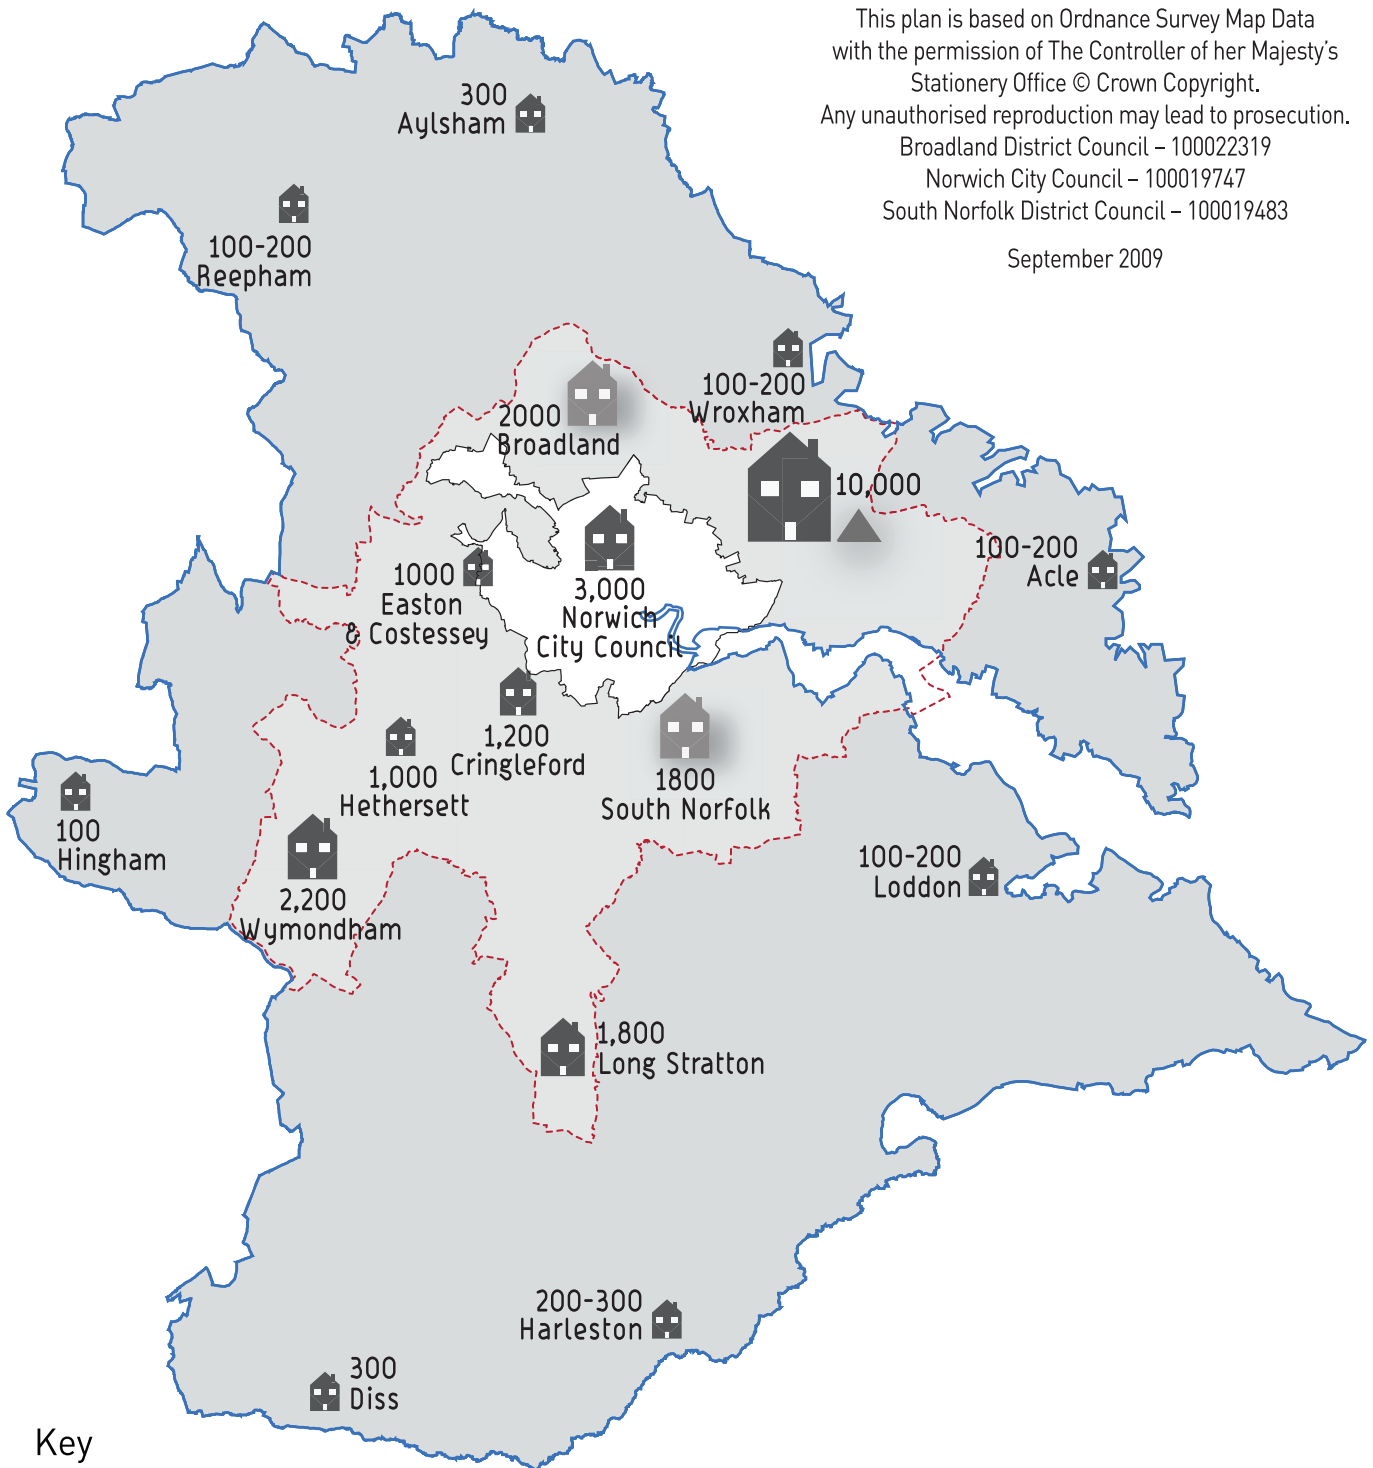 This plan is based on Ordnance Survey Map Data
with the permission of The Controller of her Majesty's
Stationery Office © Crown Copyright.
Any unauthorised reproduction may lead to prosecution.
Broadland District Council – 100022319
Norwich City Council – 100019747
South Norfolk District Council – 100019483
September 2009
300
Aylsham
100-200
Reepham
100-200
Wroxham
2000
Broadland
10,000
100-200
Acle
1000
Easton
& Costessey
3,000
Norwich
City Council
1,200
Cringleford
1,000
Hethersett
1800
South Norfolk
100
Hingham
2,200
Wymondham
100-200
Loddon
1,800
Long Stratton
200-300
Harleston
300
Diss
Key